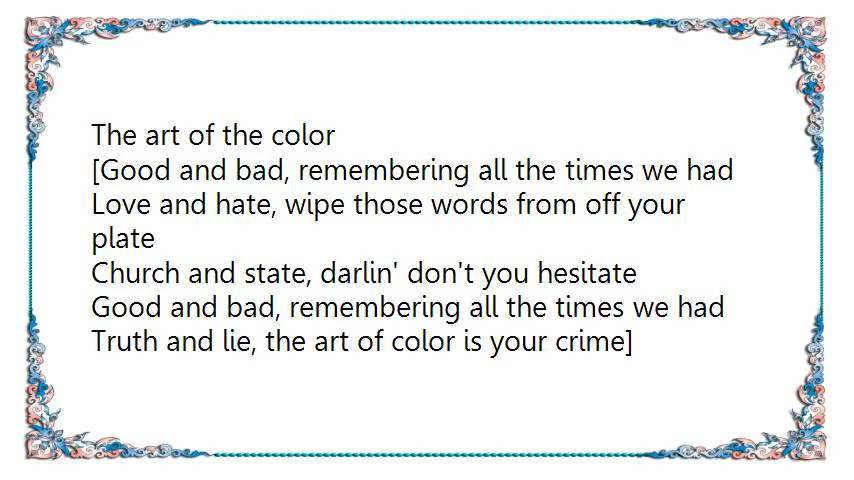 The art of the color
[Good and bad, remembering all the times we had
Love and hate, wipe those words from off your
plate
Church and state, darlin' don't you hesitate
Good and bad, remembering all the times we had
Truth and lie, the art of color is your crime]